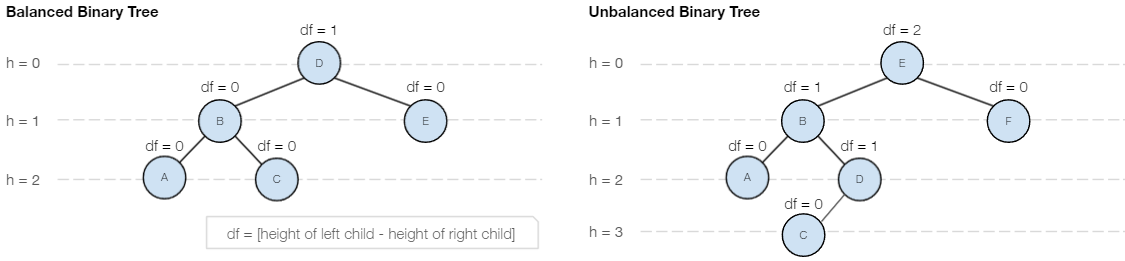 Balanced Binary Tree
df = 1
h = 0
D
df = 0
df = 0
h = 1
B
E
df = 0
df = 0
h = 2
A
C
df = [height of left child - height of right child]
Unbalanced Binary Tree
df = 2
h = 0
E
df = 1
df = 0
h = 1
B
F
df = 0
df = 1
h = 2
A
D
df = 0
h = 3
C